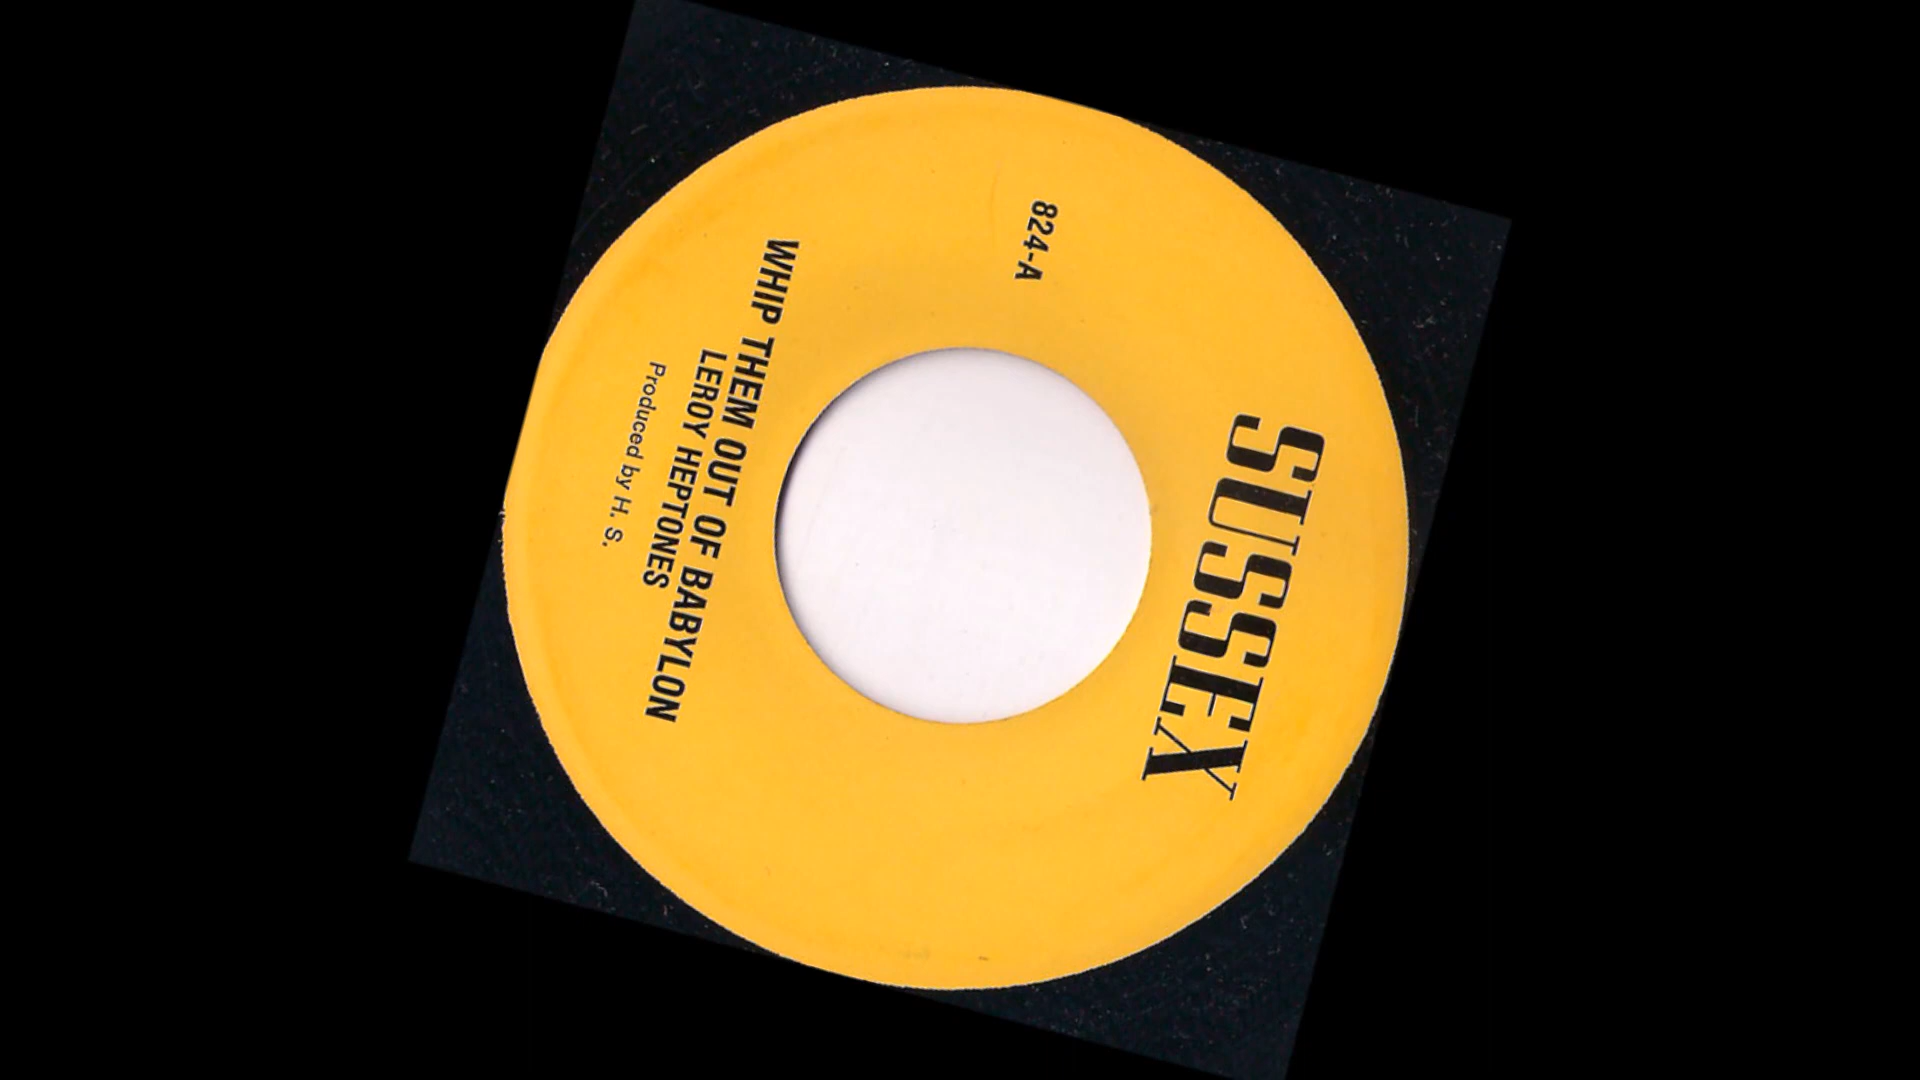 SUSSEX
824-A
WHIP THEM OUT OF BABYLON
LEROY HEPTONES
Produced by H. S.